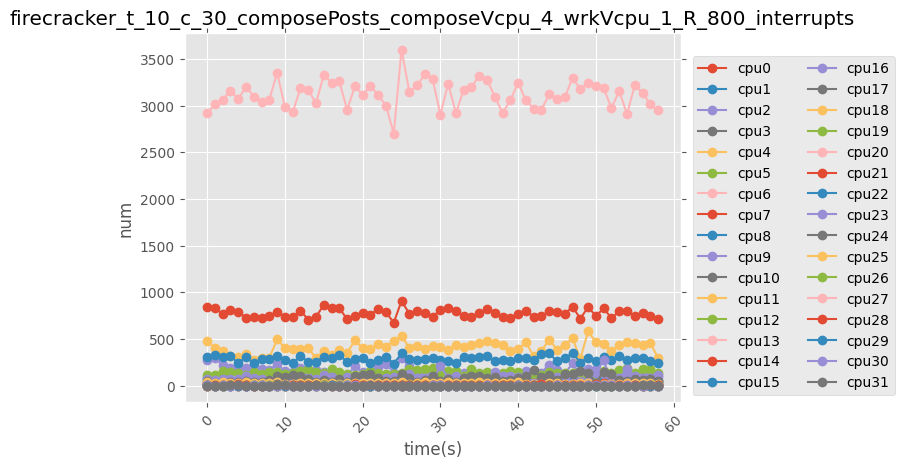 firecracker_t_10_c_30_composePosts_composeVcpu_4_wrkVcpu_1_R_800_interrupts
3500
3000
2500
2000
1500
1000
500
0
num
0 10 20 30 40 50 60
time(s)
cpu0 cpu16
cpu1 cpu17
cpu2 cpu18
cpu3 cpu19
cpu4 cpu20
cpu5 cpu21
cpu6 cpu22
cpu7 cpu23
cpu8 cpu24
cpu9 cpu25
cpu10 cpu26
cpu11 cpu27
cpu12 cpu28
cpu13 cpu29
cpu14 cpu30
cpu15 cpu31